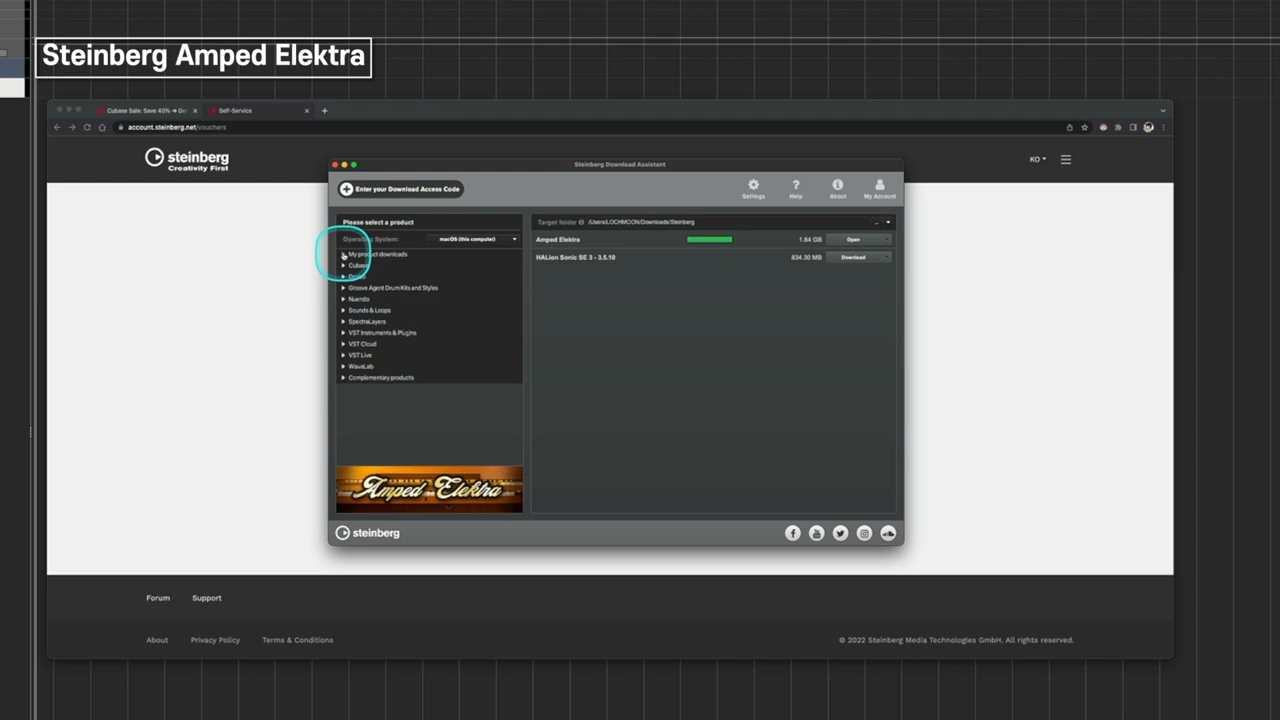 Steinberg Amped Elektra
Cubase Sale: Save 40% → Ge
Self-Service
account.steinberg.net/vouchers
steinberg
Creativity First
KO
Steinberg Download Assistant
Enter your Download Access Code
Settings
Help
About
My Account
Please select a product
Operating System:
macOS (this computer)
My product downloads
Cubase
Dorico
Groove Agent Drum Kits and Styles
Nuendo
Sounds & Loops
SpectraLayers
VST Instruments & Plugins
VST Cloud
VST Live
WaveLab
Complementary products
Amped Elektra
Target folder /Users/LOCHMOON/Downloads/Steinberg ...
Amped Elektra 1.84 GB Open
HALion Sonic SE 3 - 3.5.10 834.30 MB Download
steinberg
Forum Support
About Privacy Policy Terms & Conditions
© 2022 Steinberg Media Technologies GmbH. All rights reserved.